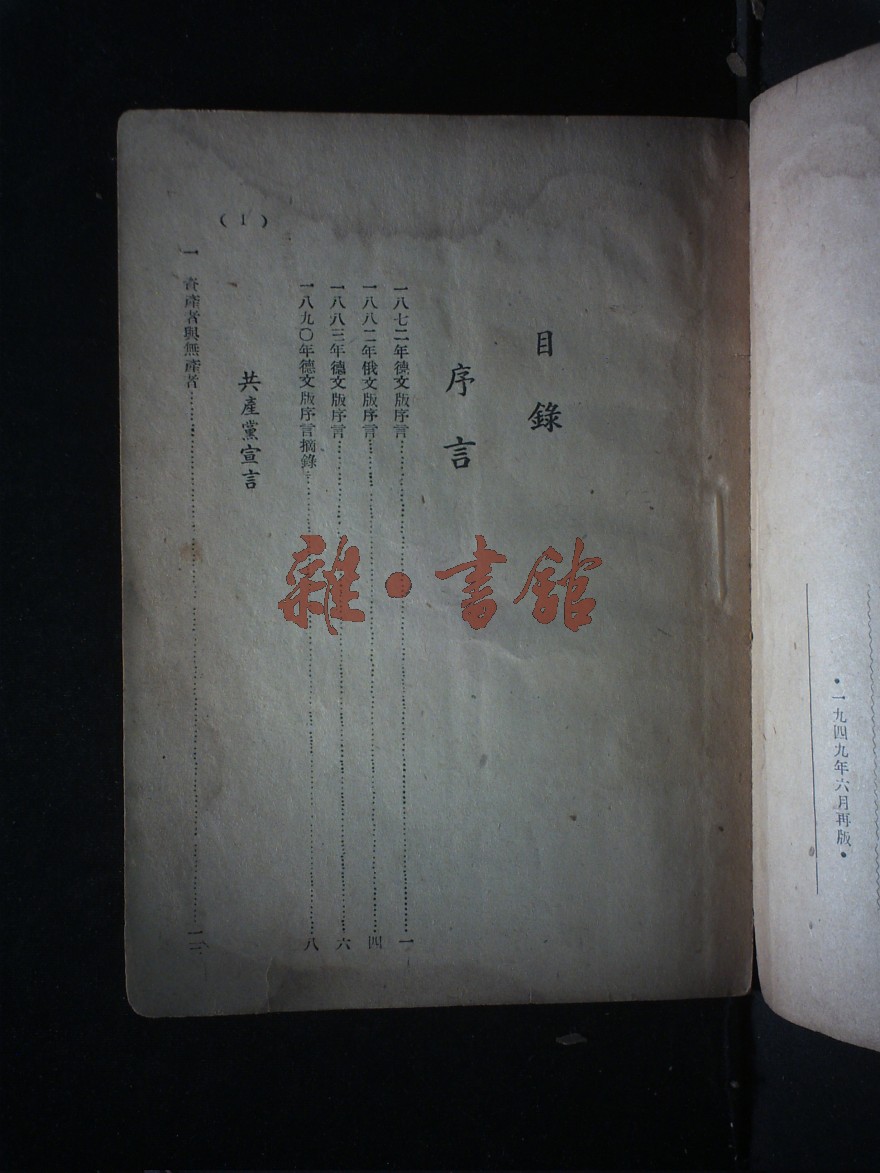 •一九四九年六月再版•
目錄
序言
一八七二年德文版序言……一
一八八二年俄文版序言……四
一八八三年德文版序言……六
一八九〇年德文版序言摘錄……八
共產黨宣言
一 資產者與無產者……一二
(1)
雜•書館